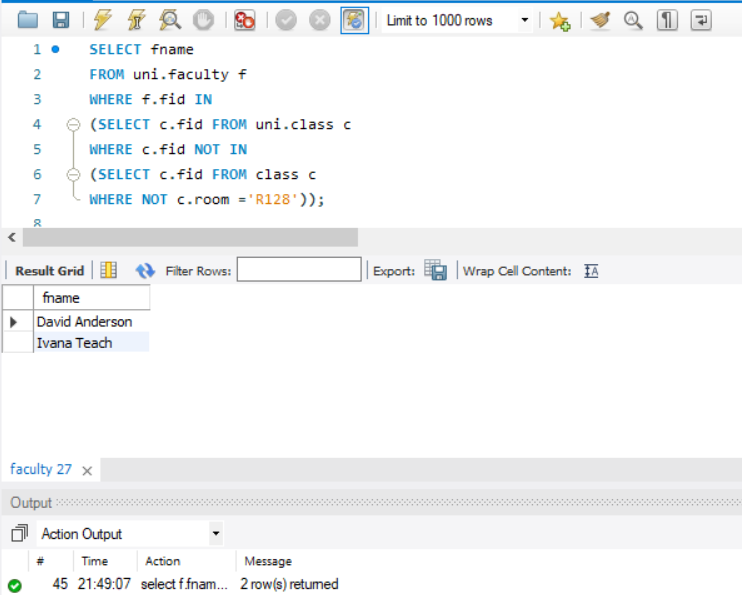 Limit to 1000 rows
1 SELECT fname
2 FROM uni.faculty f
3 WHERE f.fid IN
4 (SELECT c.fid FROM uni.class c
5 WHERE c.fid NOT IN
6 (SELECT c.fid FROM class c
7 WHERE NOT c.room ='R128'));
8
Result Grid Filter Rows: Export: Wrap Cell Content: IA
fname
David Anderson
Ivana Teach
faculty 27
Output
Action Output
# Time Action Message
45 21:49:07 select f.fnam... 2 row(s) returned